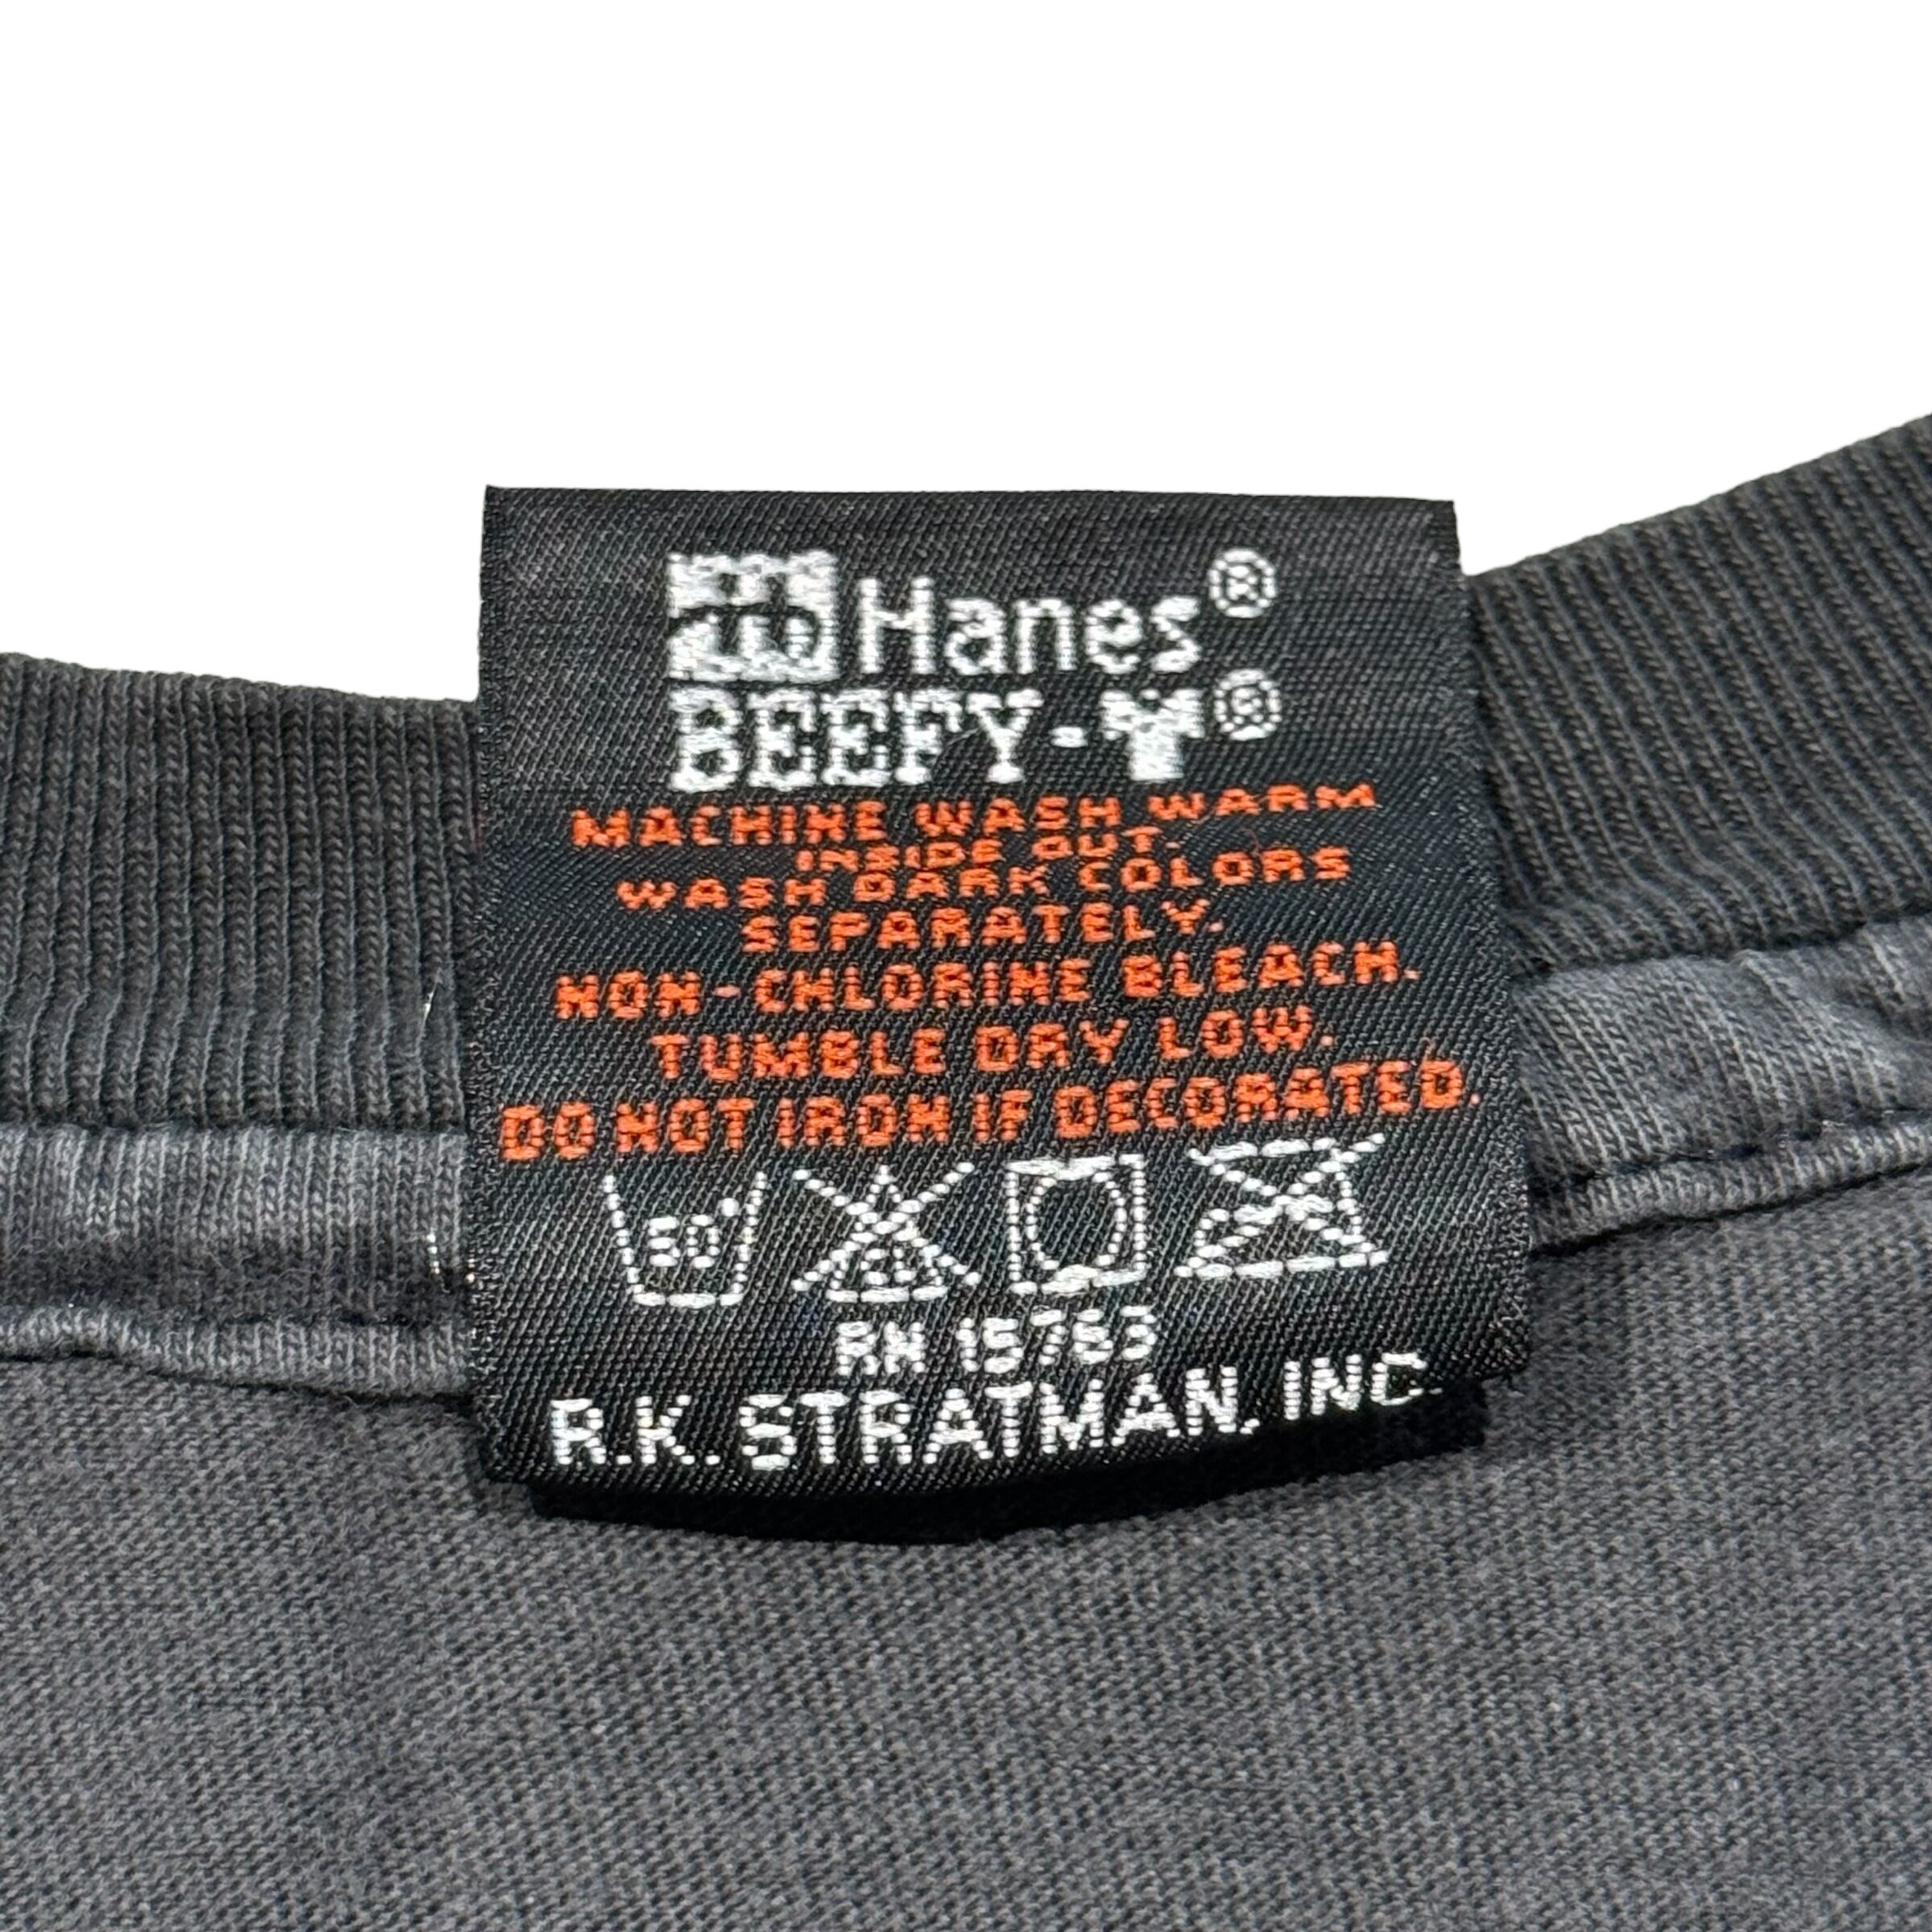 Hanes®
BEEFY-T®
MACHINE WASH WARM
INSIDE OUT.
WASH DARK COLORS
SEPARATELY.
NON-CHLORINE BLEACH.
TUMBLE DRY LOW.
DO NOT IRON IF DECORATED.
RN 15763
R.K. STRATMAN, INC.